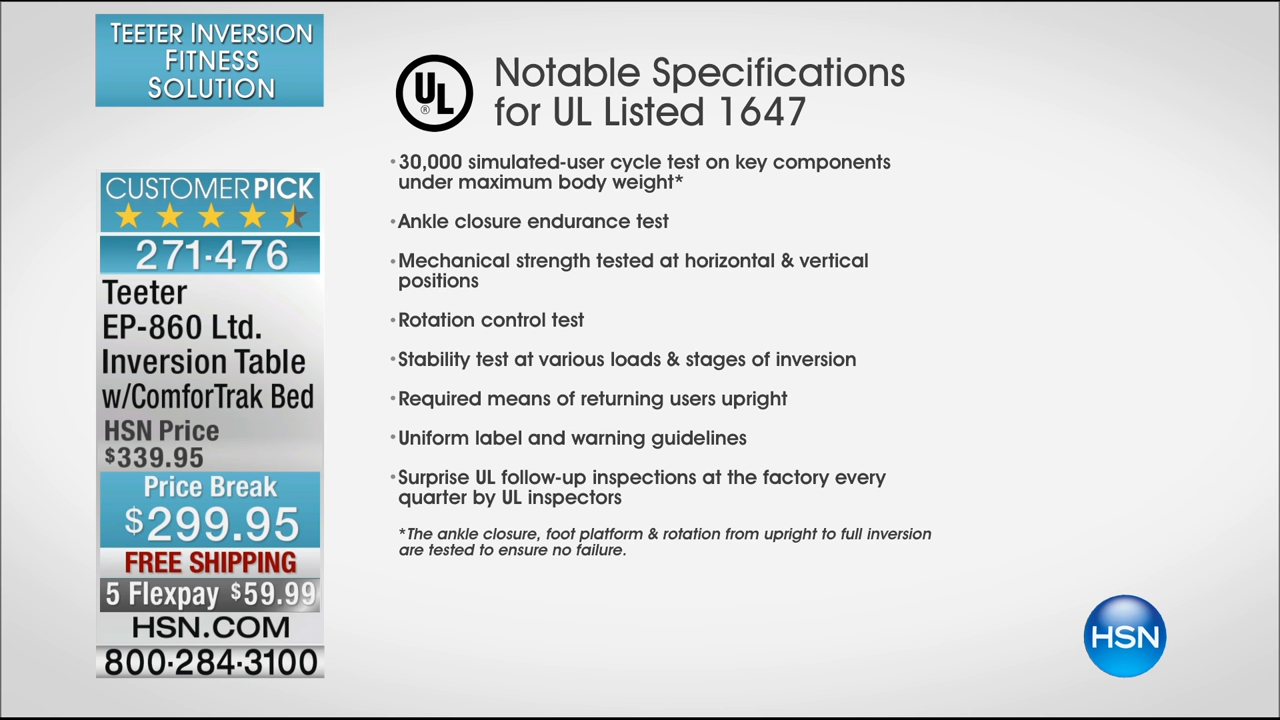 TEETER INVERSION
FITNESS
SOLUTION
CUSTOMER PICK
271·476
Teeter
EP-860 Ltd.
Inversion Table
w/ComforTrak Bed
HSN Price
$339.95
Price Break
$299.95
FREE SHIPPING
5 Flexpay $59.99
HSN.COM
800·284·3100
UL
®
Notable Specifications
for UL Listed 1647
•30,000 simulated-user cycle test on key components
under maximum body weight*
•Ankle closure endurance test
•Mechanical strength tested at horizontal & vertical
positions
•Rotation control test
•Stability test at various loads & stages of inversion
•Required means of returning users upright
•Uniform label and warning guidelines
•Surprise UL follow-up inspections at the factory every
quarter by UL inspectors
*The ankle closure, foot platform & rotation from upright to full inversion
are tested to ensure no failure.
HSN